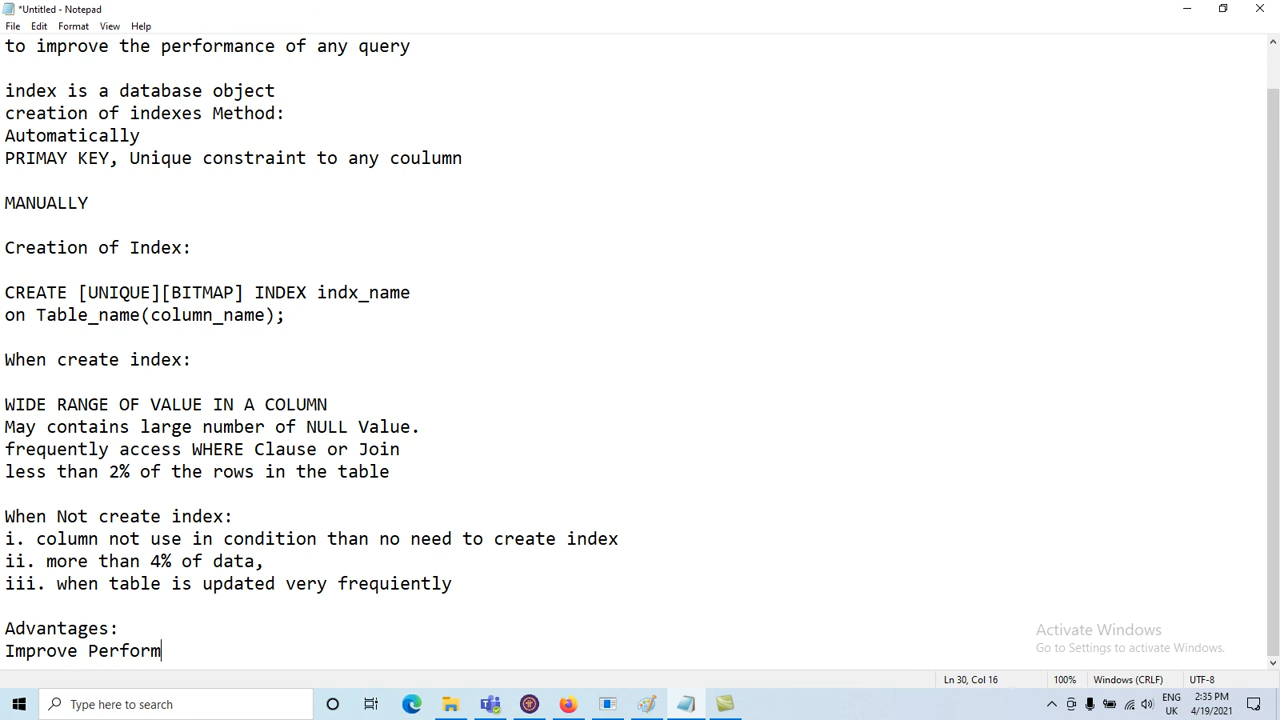 *Untitled - Notepad
File Edit Format View Help
to improve the performance of any query
index is a database object
creation of indexes Method:
Automatically
PRIMAY KEY, Unique constraint to any coulumn
MANUALLY
Creation of Index:
CREATE [UNIQUE][BITMAP] INDEX indx_name
on Table_name(column_name);
When create index:
WIDE RANGE OF VALUE IN A COLUMN
May contains large number of NULL Value.
frequently access WHERE Clause or Join
less than 2% of the rows in the table
When Not create index:
i. column not use in condition than no need to create index
ii. more than 4% of data,
iii. when table is updated very frequiently
Advantages:
Improve Perform
Activate Windows
Go to Settings to activate Windows.
Ln 30, Col 16 100% Windows (CRLF) UTF-8
Type here to search
ENG 2:35 PM
UK 4/19/2021